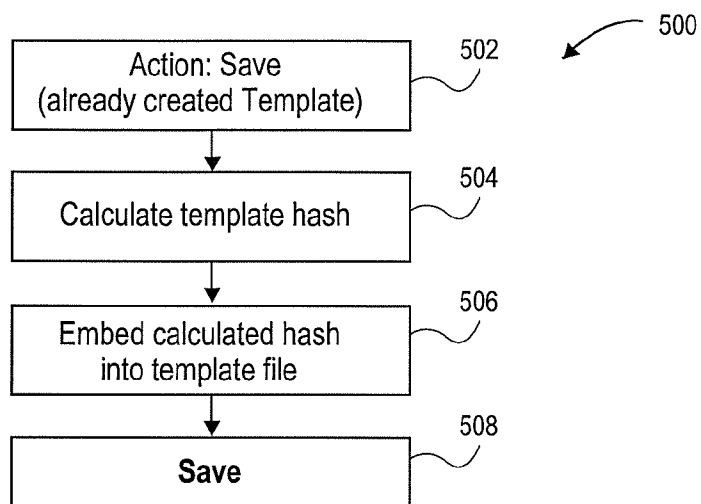 500
Action: Save
(already created Template)
502
Calculate template hash
504
Embed calculated hash
into template file
506
Save
508